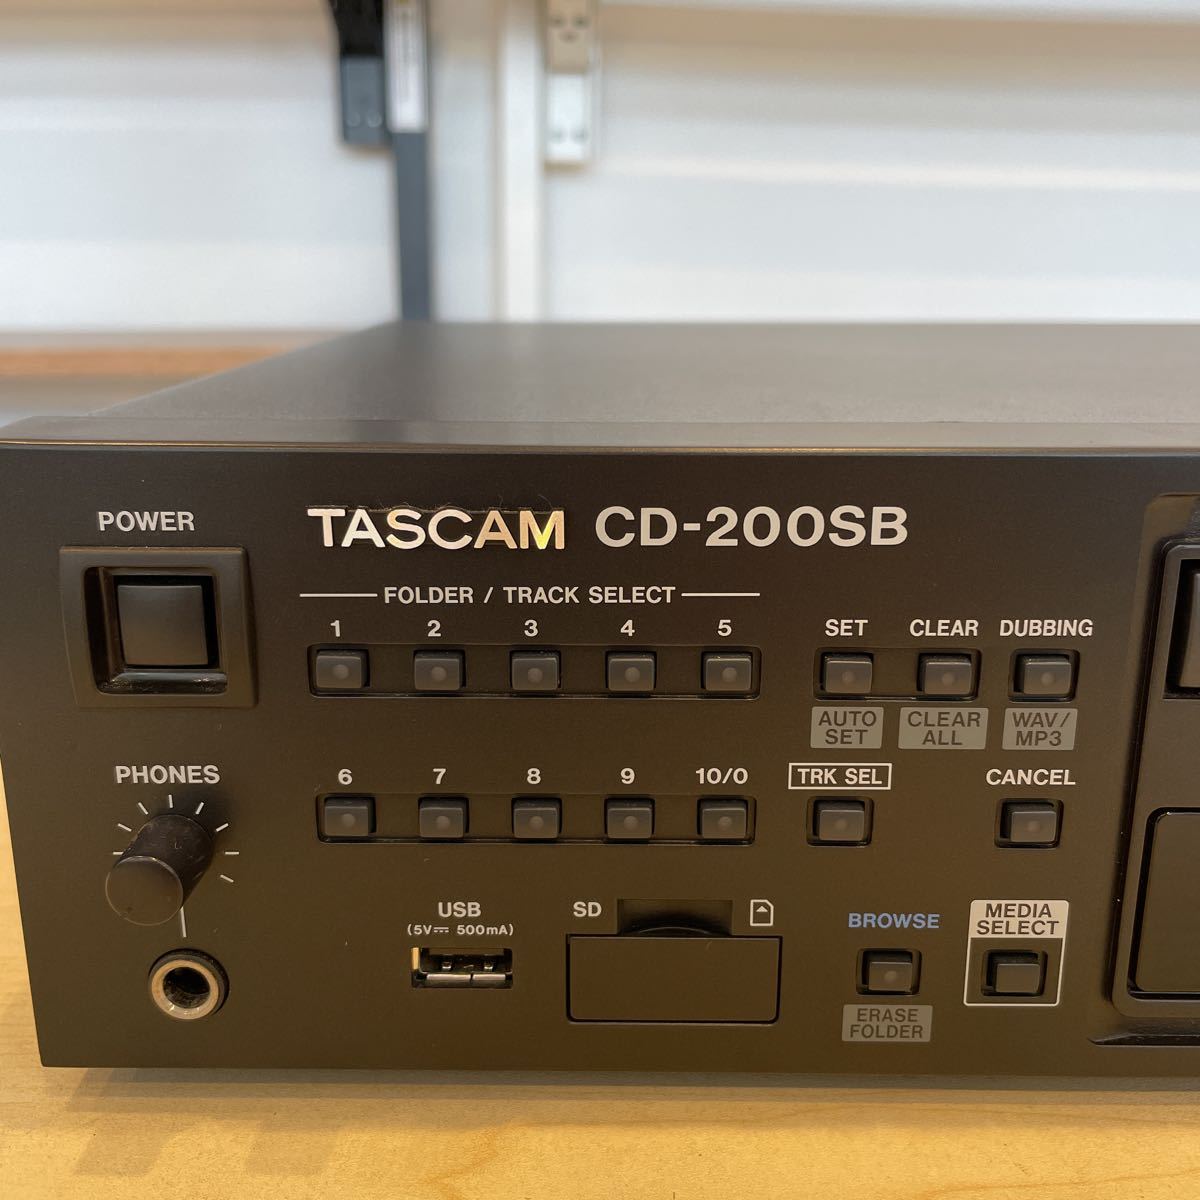 POWER
TASCAM CD-200SB
FOLDER / TRACK SELECT
1 2 3 4 5
SET CLEAR DUBBING
AUTO SET
CLEAR ALL
WAV/ MP3
PHONES
6 7 8 9 10/0
TRK SEL
CANCEL
USB
(5V⎓ 500mA)
SD
BROWSE
MEDIA SELECT
ERASE FOLDER